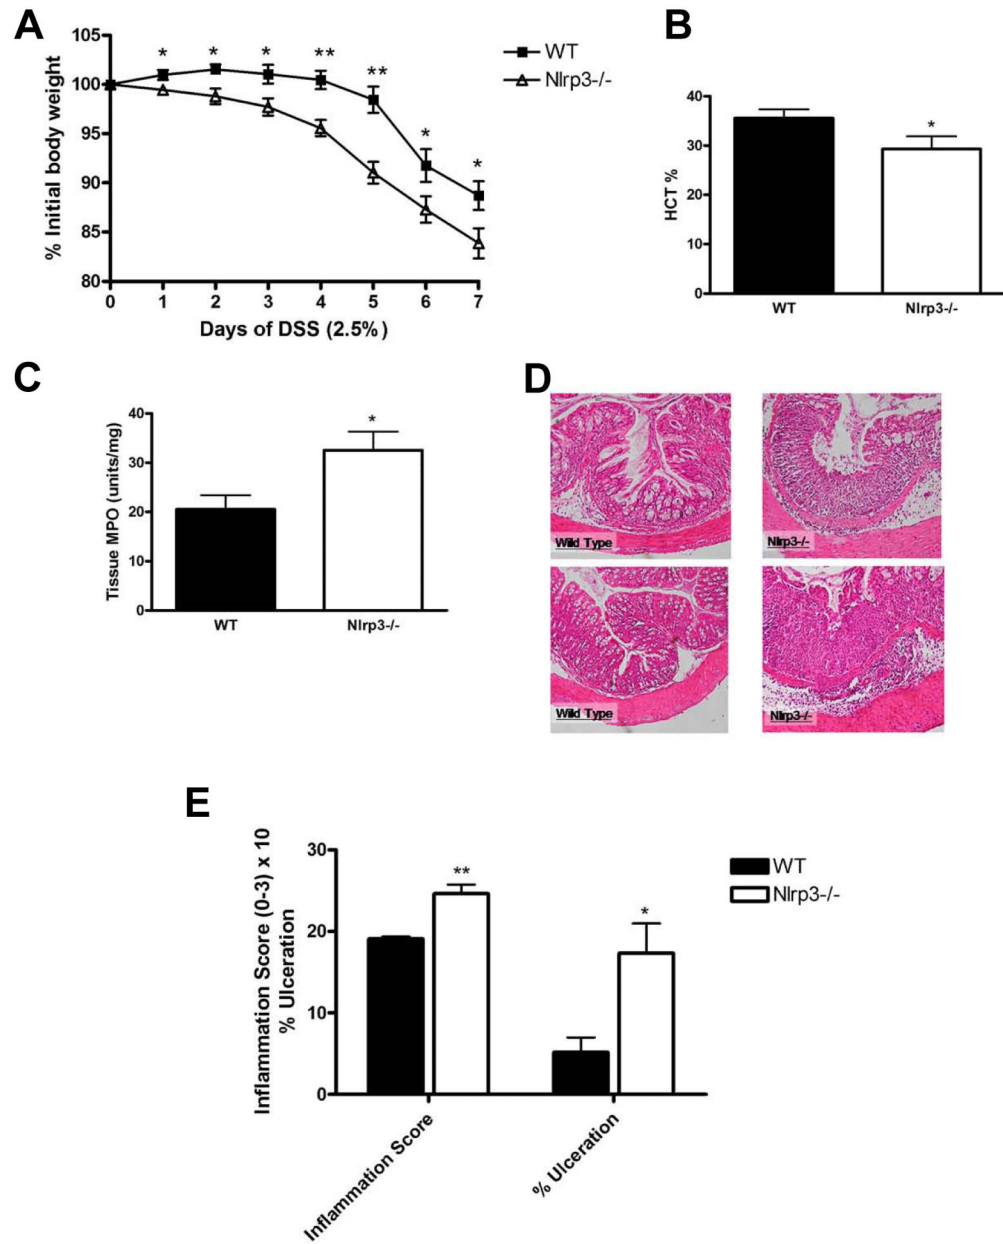 A
% Initial body weight
105
100
95
90
85
80
* * * ** ** * *
0 1 2 3 4 5 6 7
Days of DSS (2.5%)
WT
Nlrp3-/-
B
HCT %
40
30
20
10
0
*
WT Nlrp3-/-
C
Tissue MPO (units/mg)
40
30
20
10
0
*
WT Nlrp3-/-
D
Wild Type
Nlrp3-/-
Wild Type
Nlrp3-/-
E
Inflammation Score (0-3) x 10
% Ulceration
30
20
10
0
**
*
Inflammation Score
% Ulceration
WT
Nlrp3-/-